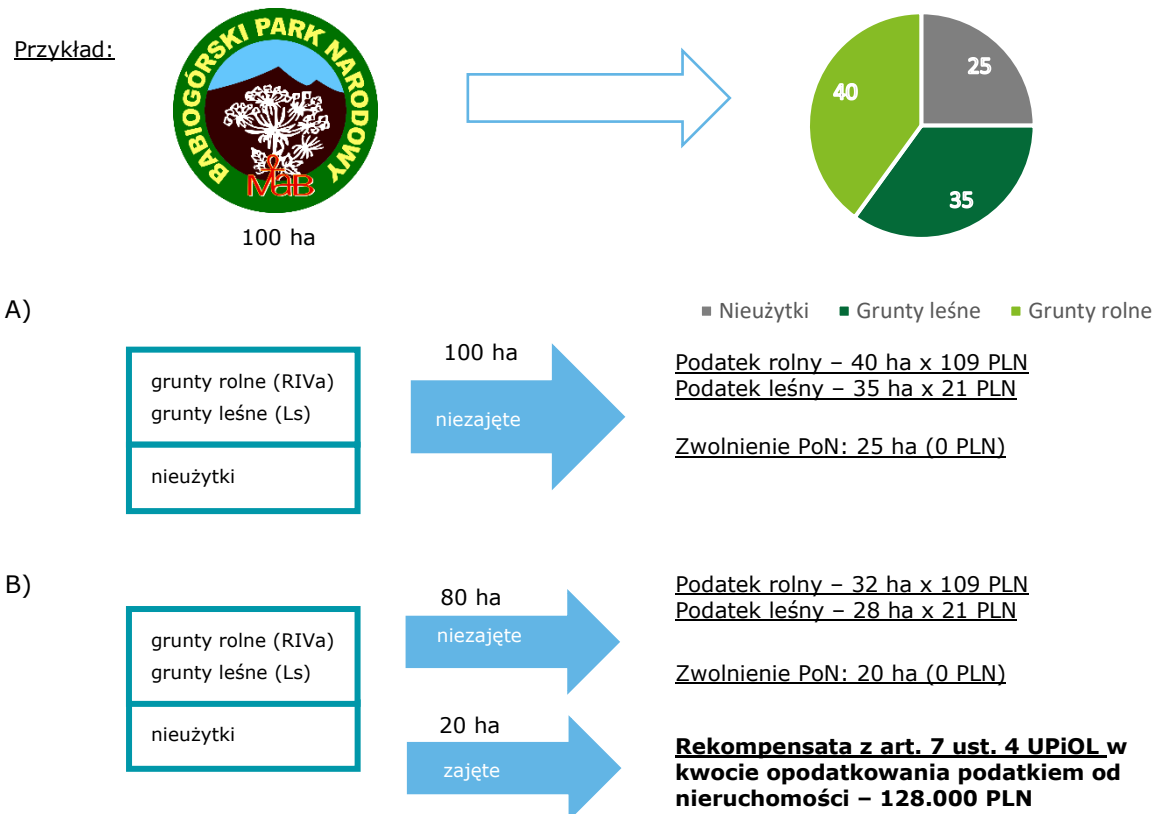 Przykład:
BABIOGÓRSKI PARK NARODOWY
MaB
100 ha
40
25
35
A)
Nieużytki
Grunty leśne
Grunty rolne
grunty rolne (RIVa)
grunty leśne (Ls)
nieużytki
100 ha
niezajęte
Podatek rolny – 40 ha x 109 PLN
Podatek leśny – 35 ha x 21 PLN
Zwolnienie PoN: 25 ha (0 PLN)
B)
grunty rolne (RIVa)
grunty leśne (Ls)
nieużytki
80 ha
niezajęte
20 ha
zajęte
Podatek rolny – 32 ha x 109 PLN
Podatek leśny – 28 ha x 21 PLN
Zwolnienie PoN: 20 ha (0 PLN)
Rekompensata z art. 7 ust. 4 UPiOL w
kwocie opodatkowania podatkiem od
nieruchomości – 128.000 PLN